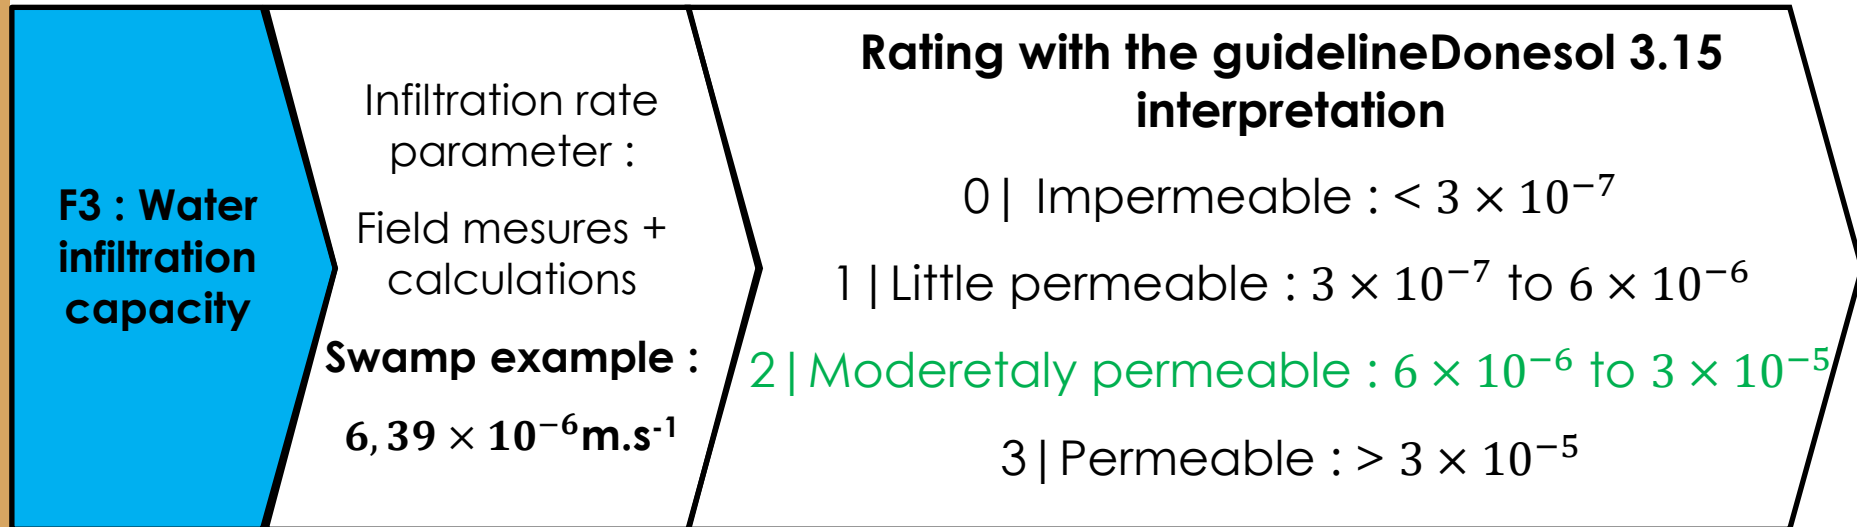 F3 : Water
infiltration
capacity
Infiltration rate
parameter :
Field mesures +
calculations
Swamp example :
6, 39 × 10⁻⁶m.s⁻¹
Rating with the guidelineDonesol 3.15
interpretation
0| Impermeable : < 3 × 10⁻⁷
1|Little permeable : 3 × 10⁻⁷ to 6 × 10⁻⁶
2|Moderetaly permeable : 6 × 10⁻⁶ to 3 × 10⁻⁵
3|Permeable : > 3 × 10⁻⁵